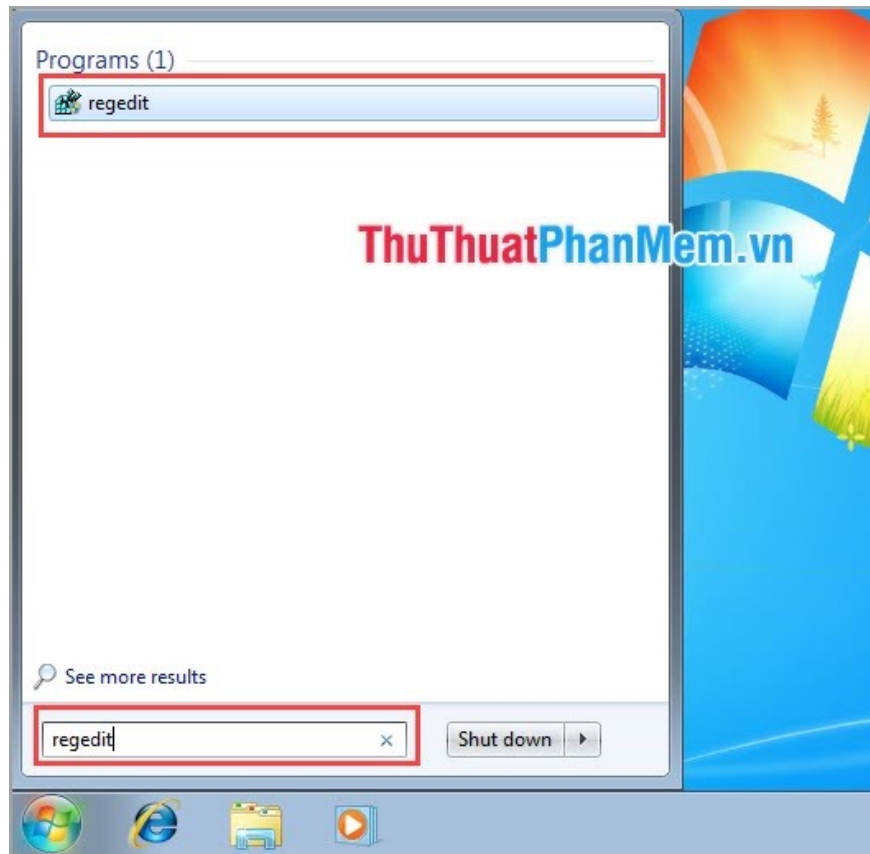 Programs (1)
regedit
ThuThuatPhanMem.vn
See more results
regedit
Shut down